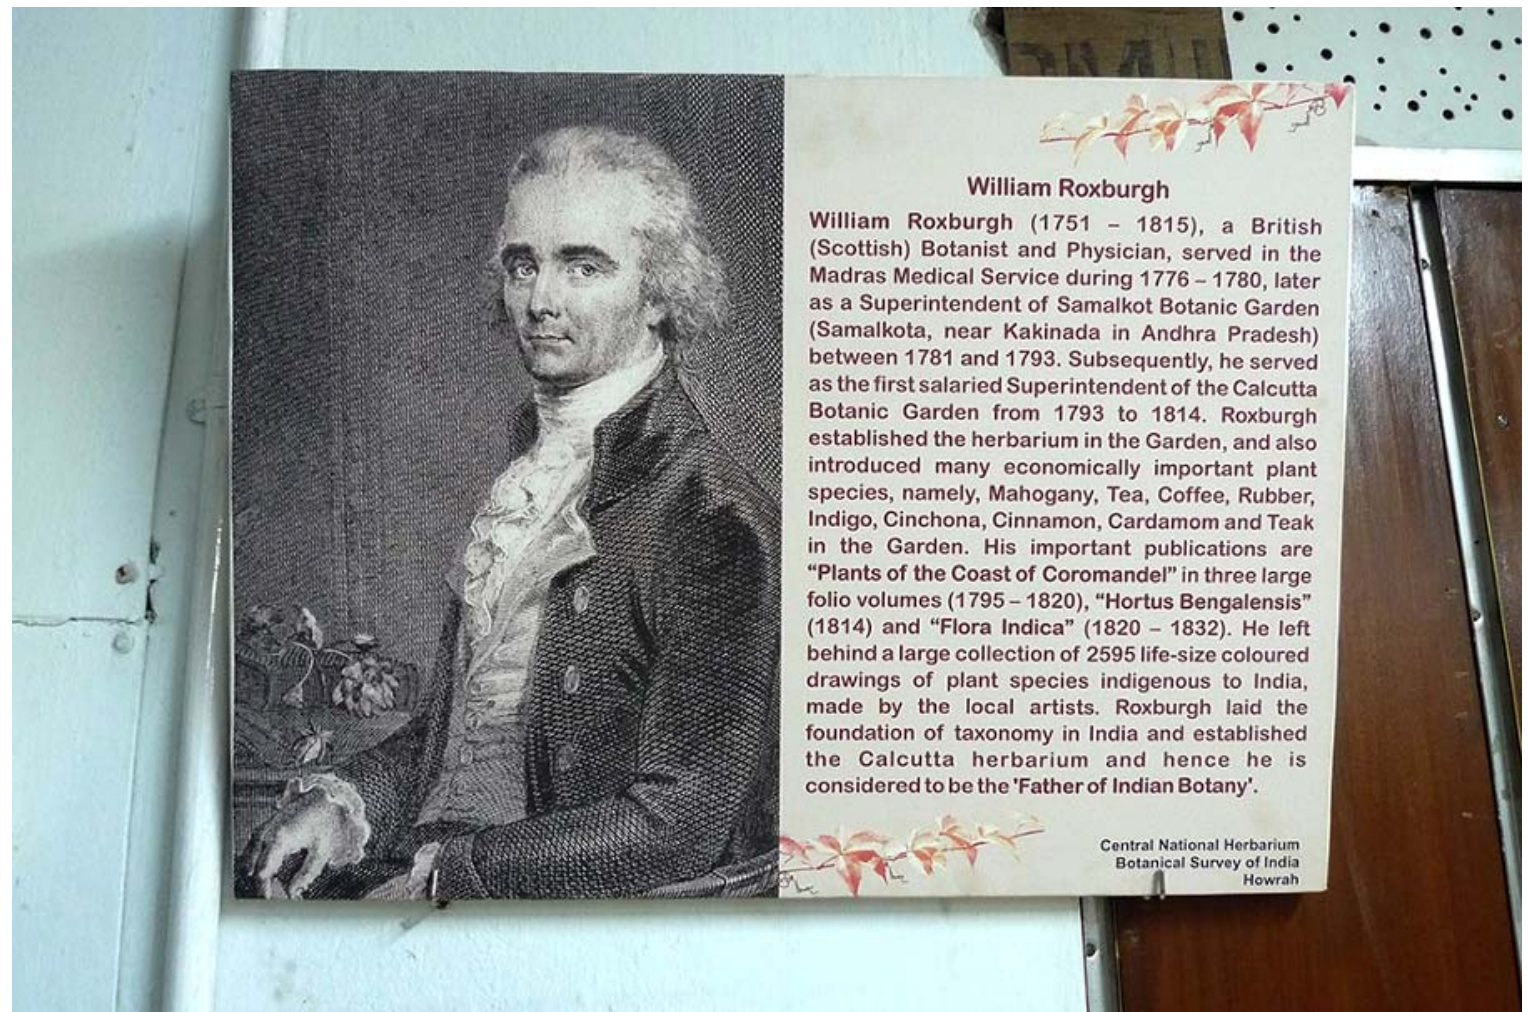 William Roxburgh
William Roxburgh (1751 – 1815), a British
(Scottish) Botanist and Physician, served in the
Madras Medical Service during 1776 – 1780, later
as a Superintendent of Samalkot Botanic Garden
(Samalkota, near Kakinada in Andhra Pradesh)
between 1781 and 1793. Subsequently, he served
as the first salaried Superintendent of the Calcutta
Botanic Garden from 1793 to 1814. Roxburgh
established the herbarium in the Garden, and also
introduced many economically important plant
species, namely, Mahogany, Tea, Coffee, Rubber,
Indigo, Cinchona, Cinnamon, Cardamom and Teak
in the Garden. His important publications are
“Plants of the Coast of Coromandel” in three large
folio volumes (1795 – 1820), “Hortus Bengalensis”
(1814) and “Flora Indica” (1820 – 1832). He left
behind a large collection of 2595 life-size coloured
drawings of plant species indigenous to India,
made by the local artists. Roxburgh laid the
foundation of taxonomy in India and established
the Calcutta herbarium and hence he is
considered to be the 'Father of Indian Botany'.
Central National Herbarium
Botanical Survey of India
Howrah